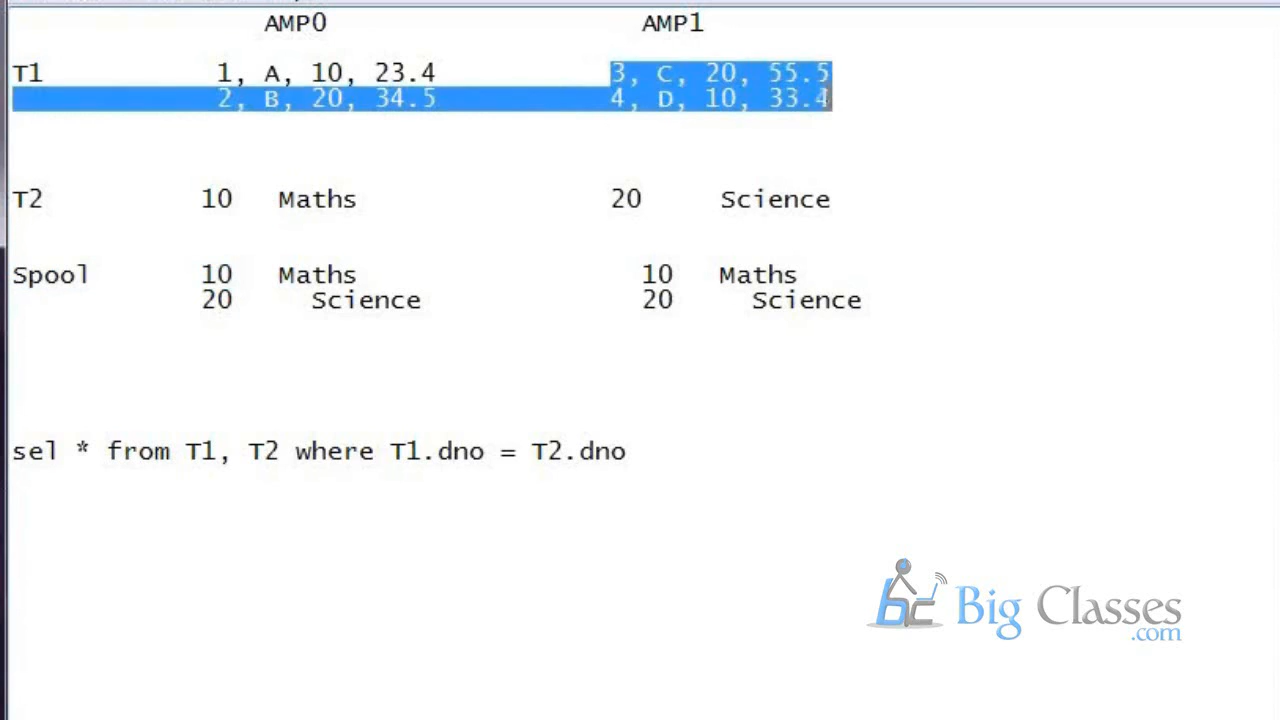 AMP0 AMP1
T1 1, A, 10, 23.4 3, C, 20, 55.5
2, B, 20, 34.5 4, D, 10, 33.4
T2 10 Maths 20 Science
Spool 10 Maths 10 Maths
20 Science 20 Science
sel * from T1, T2 where T1.dno = T2.dno
bc Big Classes
.com